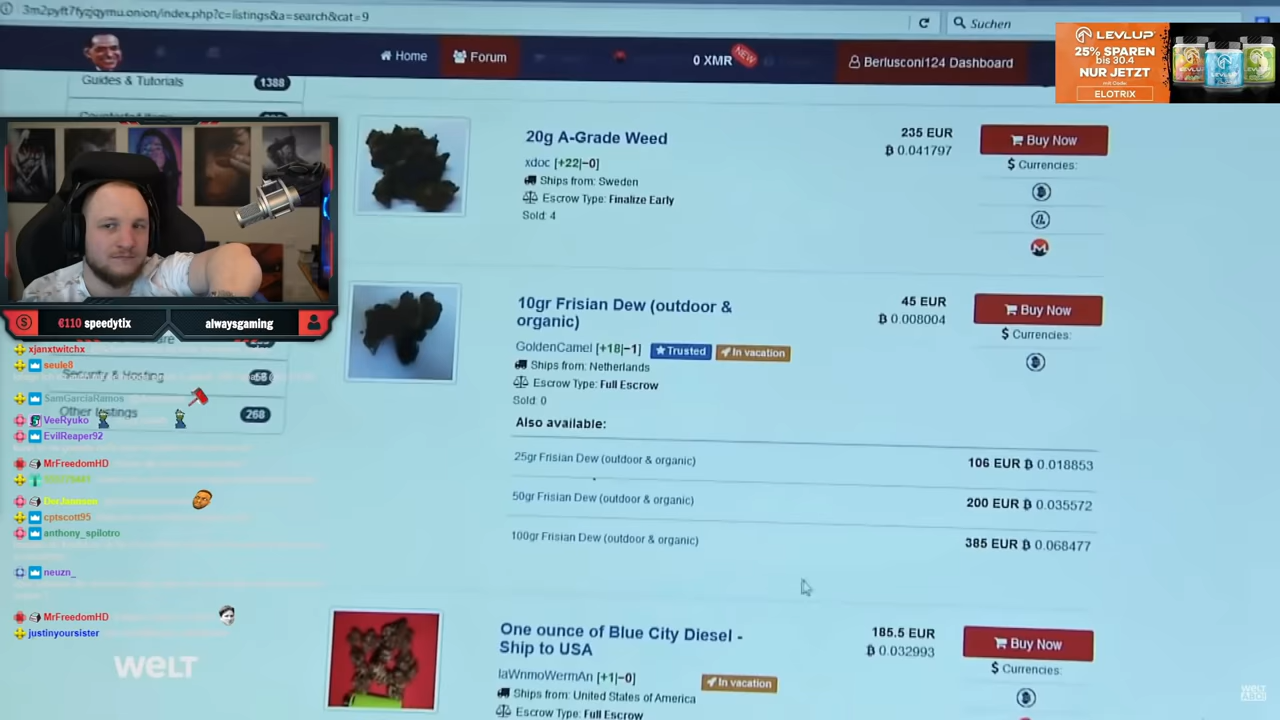 3m2pyft7fyzjqymu.onion/index.php?c=listings&a=search&cat=9
Suchen
Home
Forum
0 XMR
NEW
Berlusconi124 Dashboard
LEVLUP
25% SPAREN
bis 30.4
NUR JETZT
mit Code:
ELOTRIX
Guides & Tutorials 1388
20g A-Grade Weed
xdoc [+22|-0]
Ships from: Sweden
Escrow Type: Finalize Early
Sold: 4
235 EUR
0.041797
Buy Now
$ Currencies:
10gr Frisian Dew (outdoor &
organic)
GoldenCamel [+18|-1] Trusted In vacation
Ships from: Netherlands
Escrow Type: Full Escrow
Sold: 0
45 EUR
0.008004
Buy Now
$ Currencies:
Also available:
25gr Frisian Dew (outdoor & organic) 106 EUR 0.018853
50gr Frisian Dew (outdoor & organic) 200 EUR 0.035572
100gr Frisian Dew (outdoor & organic) 385 EUR 0.068477
One ounce of Blue City Diesel -
Ship to USA
laWnmoWermAn [+1|-0] In vacation
Ships from: United States of America
Escrow Type: Full Escrow
185.5 EUR
0.032993
Buy Now
$ Currencies:
€110 speedytix
alwaysgaming
xjanxtwitchx
seule8
Security & Hosting
SamGarciaRamos
Other listings 268
VeeRyuko
EvilReaper92
MrFreedomHD
DerJannsen
cptscott95
anthony_spilotro
neuzn_
MrFreedomHD
justinyoursister
WELT